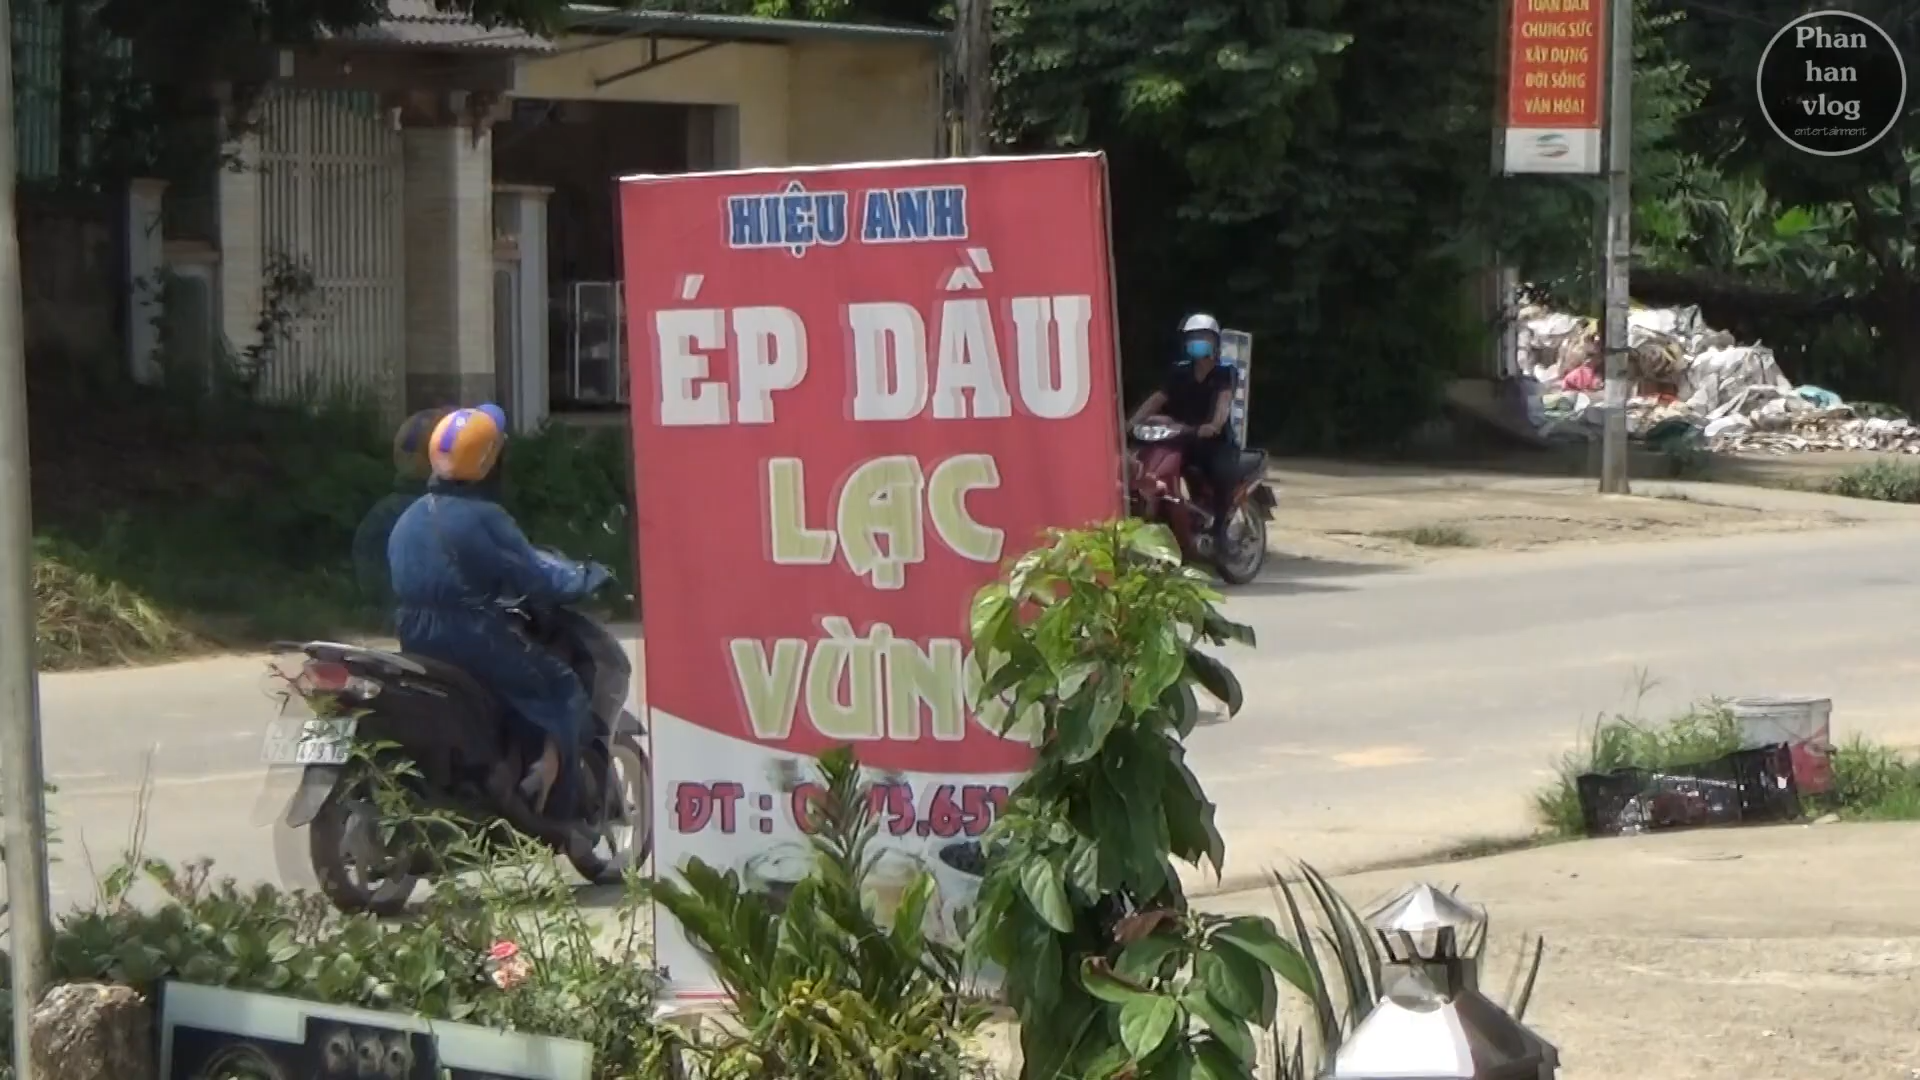 TOÀN DÂN
CHUNG SỨC
XÂY DỰNG
ĐỜI SỐNG
VĂN HÓA!
Phan
han
vlog
entertainment
HIỆU ANH
ÉP DẦU
LẠC
VỪNG
ĐT :